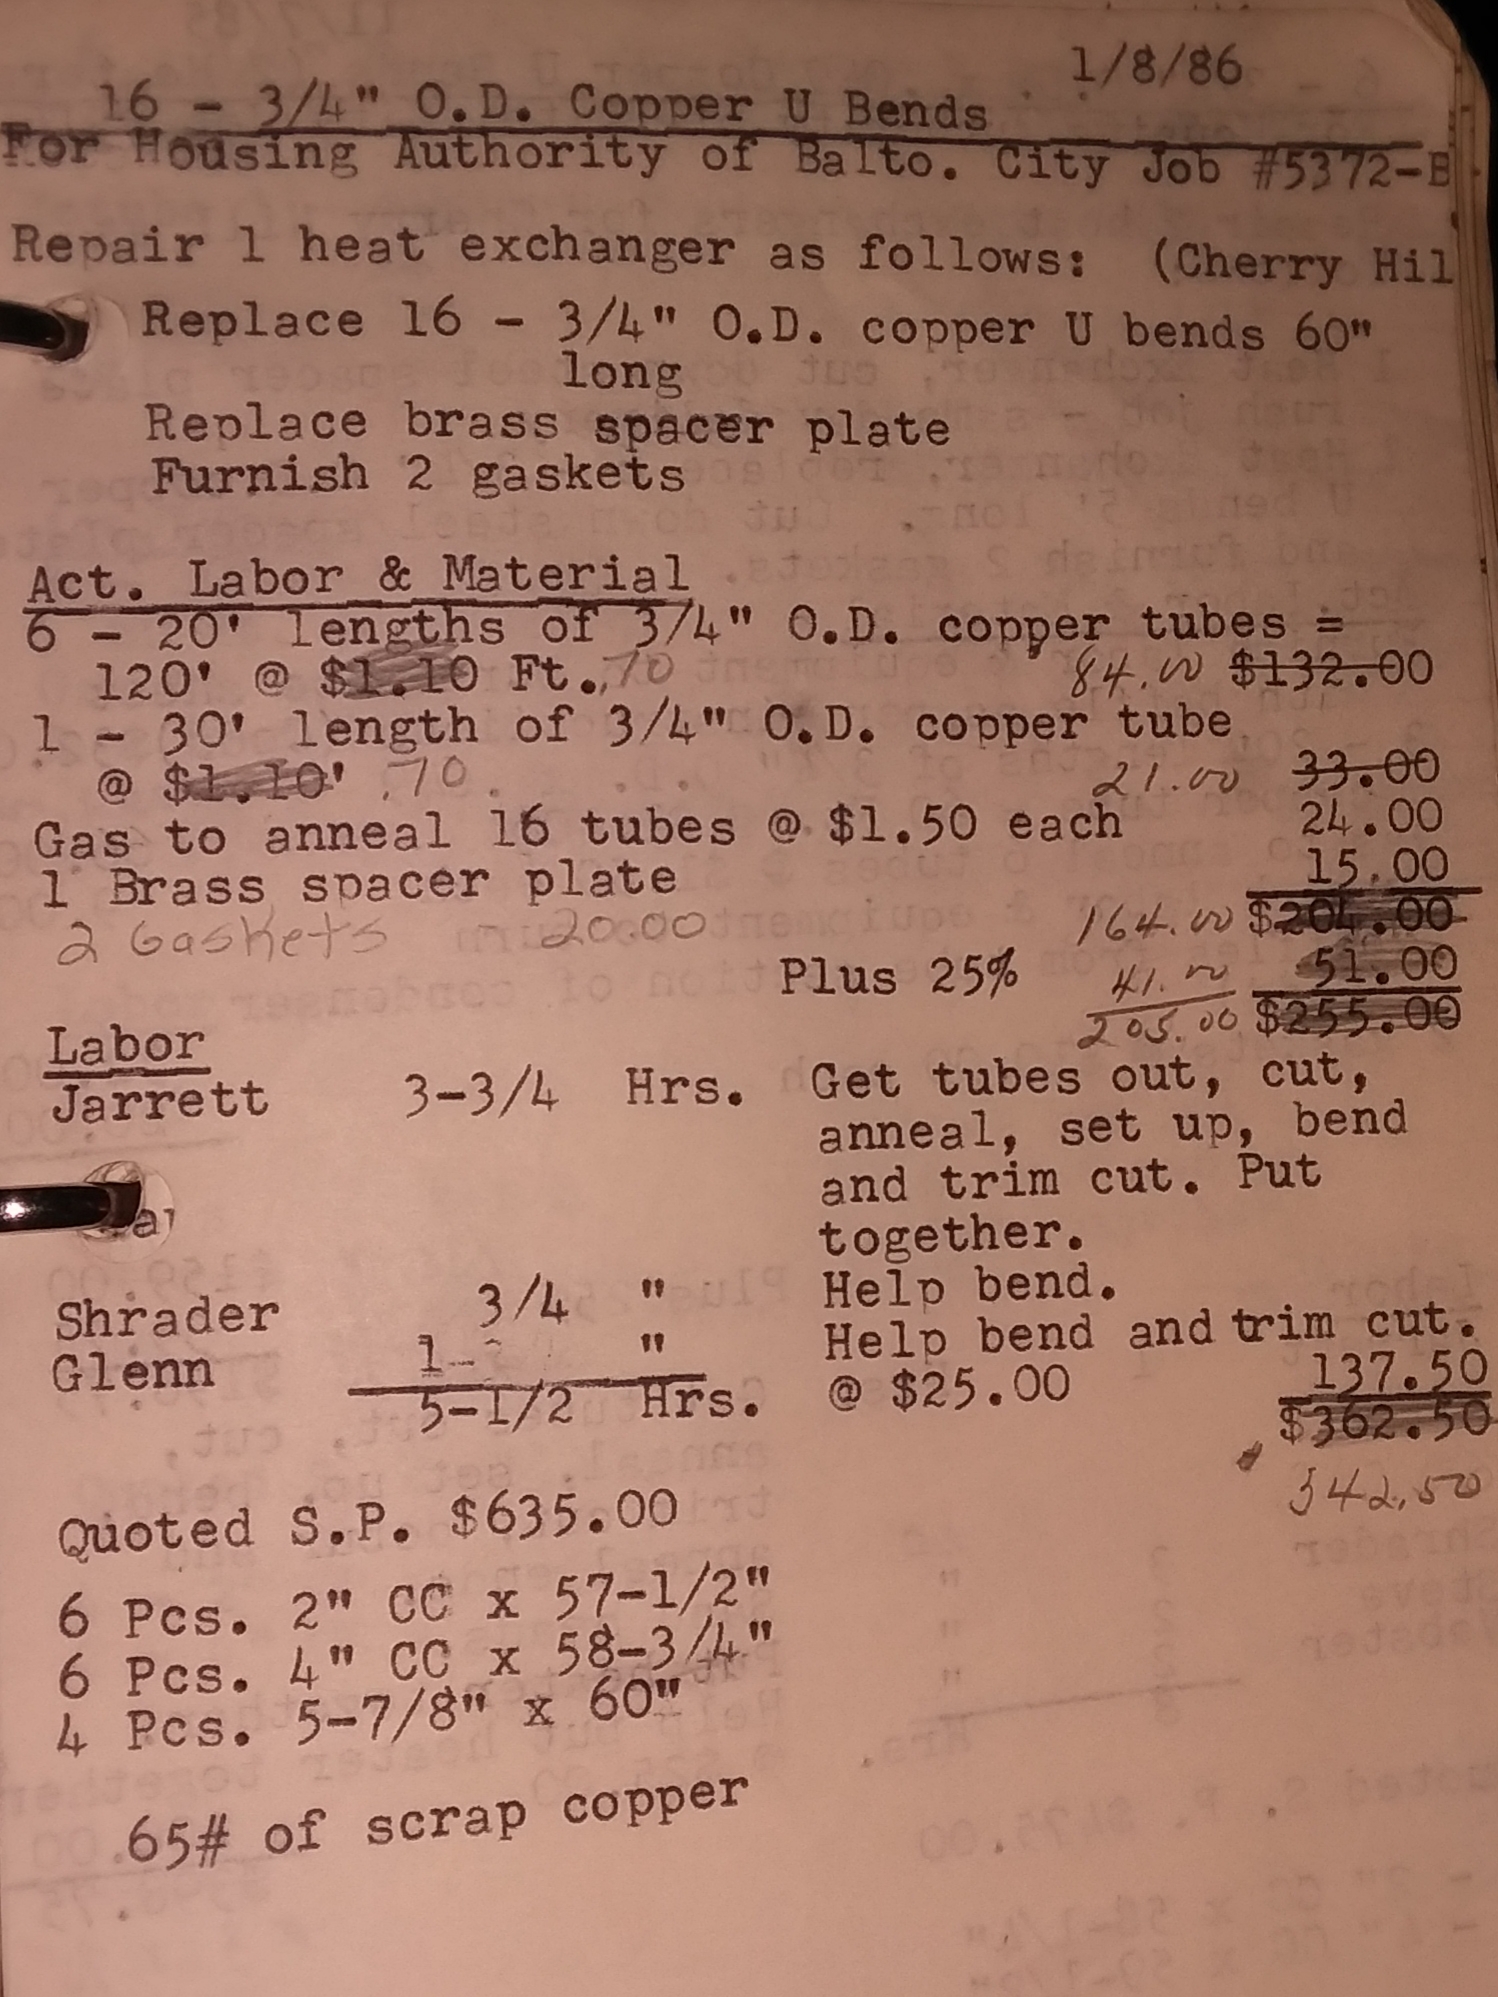 1/8/86
16 - 3/4" O.D. Copper U Bends
For Housing Authority of Balto. City Job #5372-B
Repair 1 heat exchanger as follows: (Cherry Hil
Replace 16 - 3/4" O.D. copper U bends 60"
long
Replace brass spacer plate
Furnish 2 gaskets
Act. Labor & Material
6 - 20' lengths of 3/4" O.D. copper tubes =
120' @ $1.10 Ft. .70 84.00 $132.00
1 - 30' length of 3/4" O.D. copper tube
@ $1.10' .70 21.00 33.00
Gas to anneal 16 tubes @ $1.50 each 24.00
1 Brass spacer plate 15.00
2 Gaskets 20.00 164.00 $204.00
Plus 25% 41.00 51.00
205.00 $255.00
Labor
Jarrett 3-3/4 Hrs. Get tubes out, cut,
anneal, set up, bend
and trim cut. Put
together.
Shrader 3/4 " Help bend.
Glenn 1- " Help bend and trim cut.
5-1/2 Hrs. @ $25.00 137.50
$362.50
342.50
Quoted S.P. $635.00
6 Pcs. 2" CC x 57-1/2"
6 Pcs. 4" CC x 58-3/4"
4 Pcs. 5-7/8" x 60"
65# of scrap copper